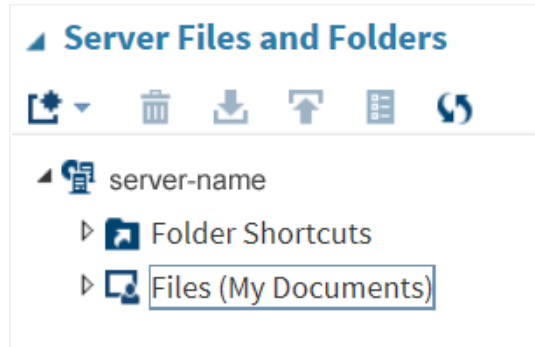 Server Files and Folders
server-name
Folder Shortcuts
Files (My Documents)